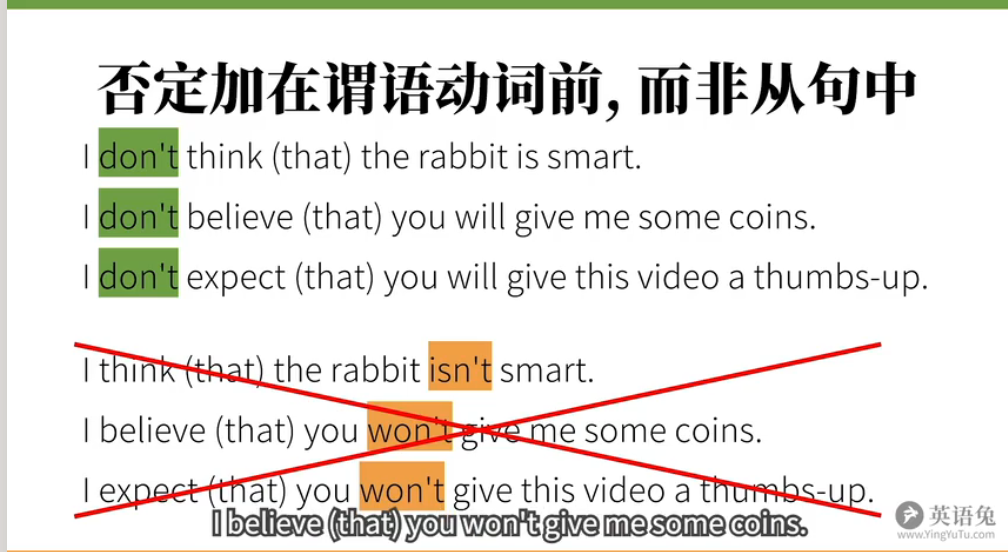 否定加在谓语动词前，而非从句中
I don't think (that) the rabbit is smart.
I don't believe (that) you will give me some coins.
I don't expect (that) you will give this video a thumbs-up.
I think (that) the rabbit isn't smart.
I believe (that) you won't give me some coins.
I expect (that) you won't give this video a thumbs-up.
I believe (that) you won't give me some coins.
英语兔
www.YingYuTu.com